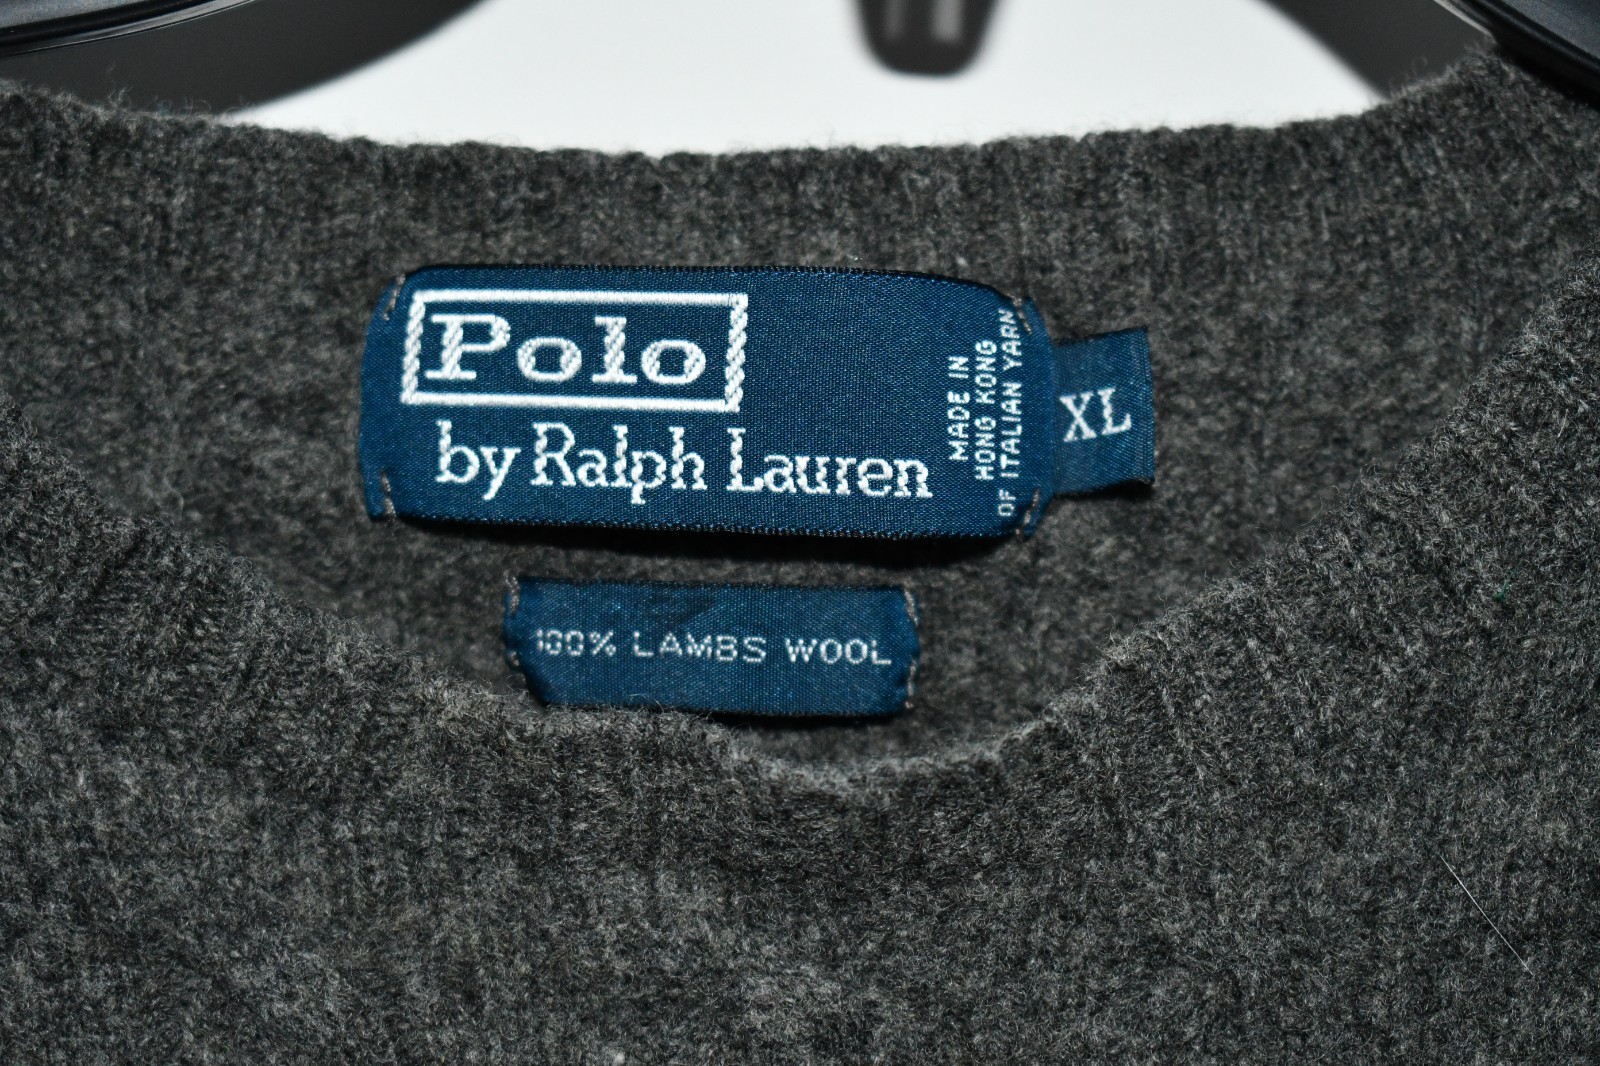 Polo
by Ralph Lauren
MADE IN
HONG KONG
OF ITALIAN YARN
XL
100% LAMBS WOOL